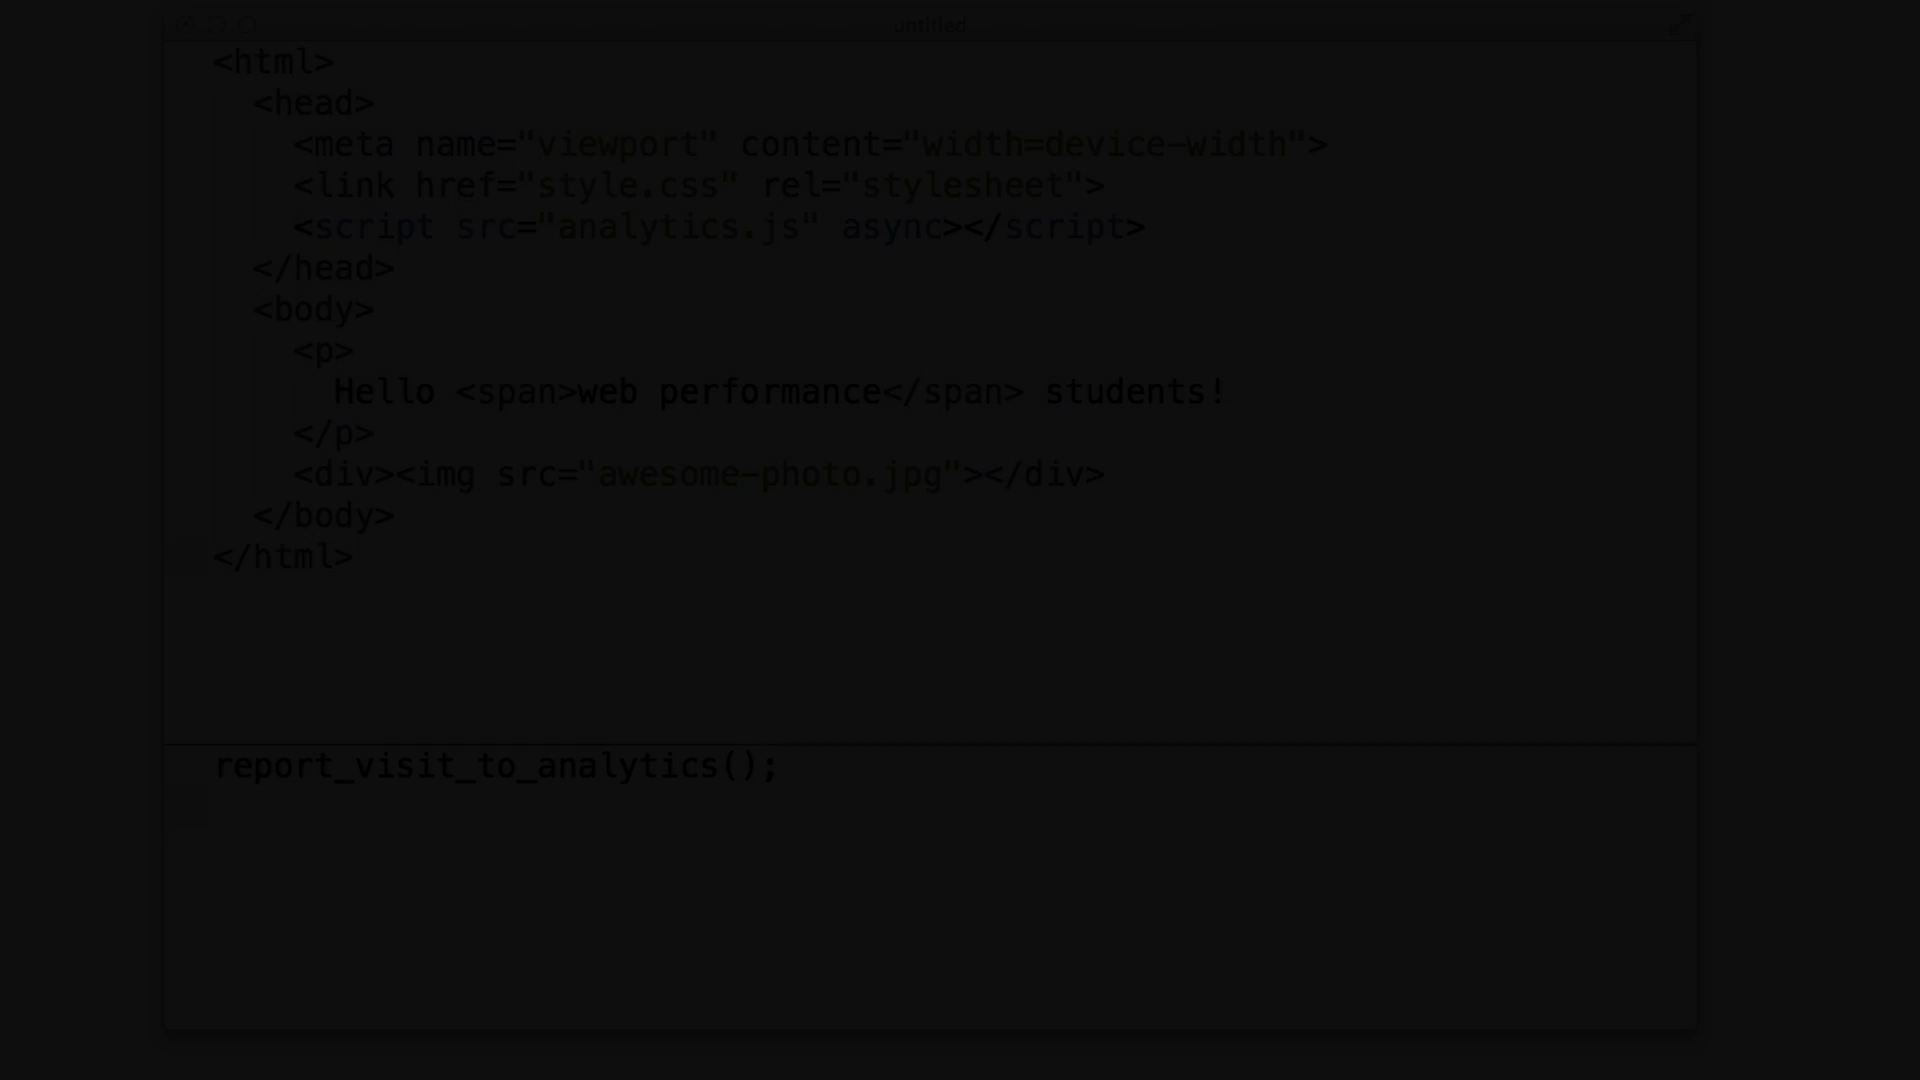 untitled
<html>
<head>
<meta name="viewport" content="width=device-width">
<link href="style.css" rel="stylesheet">
<script src="analytics.js" async></script>
</head>
<body>
<p>
Hello <span>web performance</span> students!
</p>
<div><img src="awesome-photo.jpg"></div>
</body>
</html>
report_visit_to_analytics();